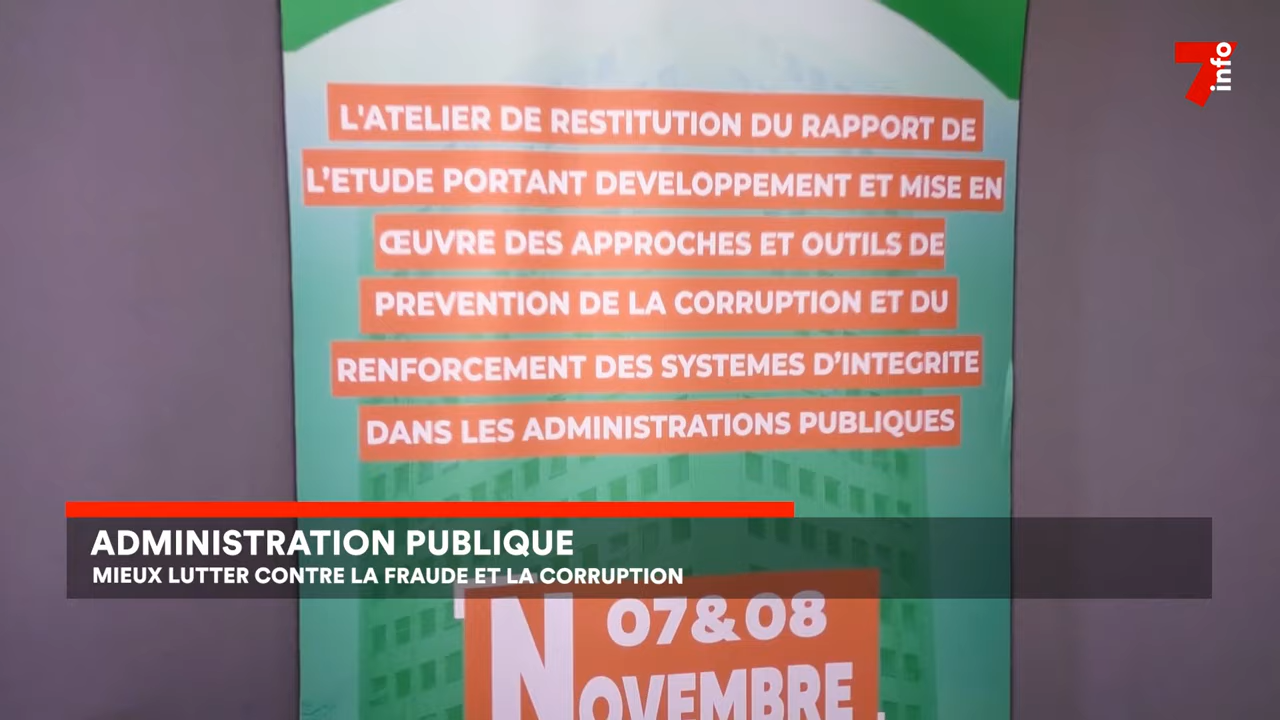 7info
L'ATELIER DE RESTITUTION DU RAPPORT DE
L'ETUDE PORTANT DEVELOPPEMENT ET MISE EN
ŒUVRE DES APPROCHES ET OUTILS DE
PREVENTION DE LA CORRUPTION ET DU
RENFORCEMENT DES SYSTEMES D'INTEGRITE
DANS LES ADMINISTRATIONS PUBLIQUES
ADMINISTRATION PUBLIQUE
MIEUX LUTTER CONTRE LA FRAUDE ET LA CORRUPTION
07&08
NOVEMBRE